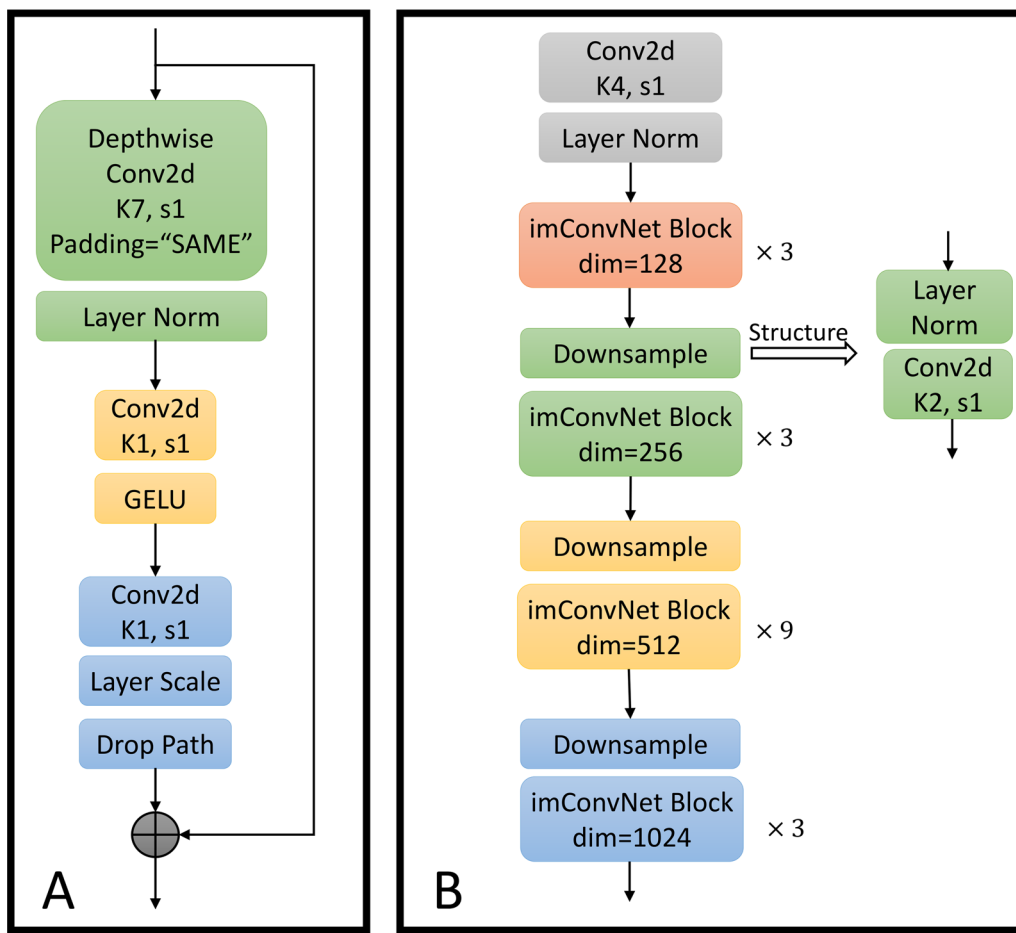 Depthwise
Conv2d
K7, s1
Padding=“SAME”
Layer Norm
Conv2d
K1, s1
GELU
Conv2d
K1, s1
Layer Scale
Drop Path
A
Conv2d
K4, s1
Layer Norm
imConvNet Block
dim=128
× 3
Downsample
Structure
Layer
Norm
Conv2d
K2, s1
imConvNet Block
dim=256
× 3
Downsample
imConvNet Block
dim=512
× 9
Downsample
imConvNet Block
dim=1024
× 3
B